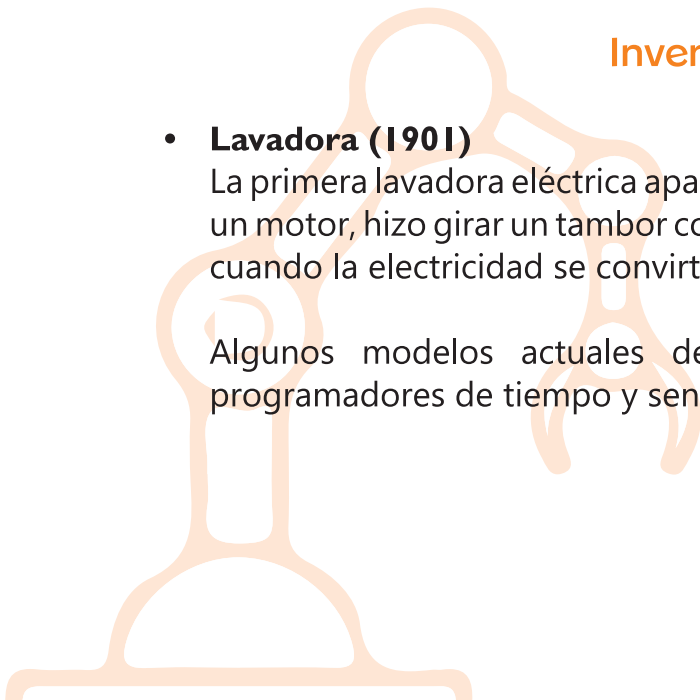 Inver
• Lavadora (1901)
La primera lavadora eléctrica apa
un motor, hizo girar un tambor co
cuando la electricidad se convirt
Algunos modelos actuales de
programadores de tiempo y sen